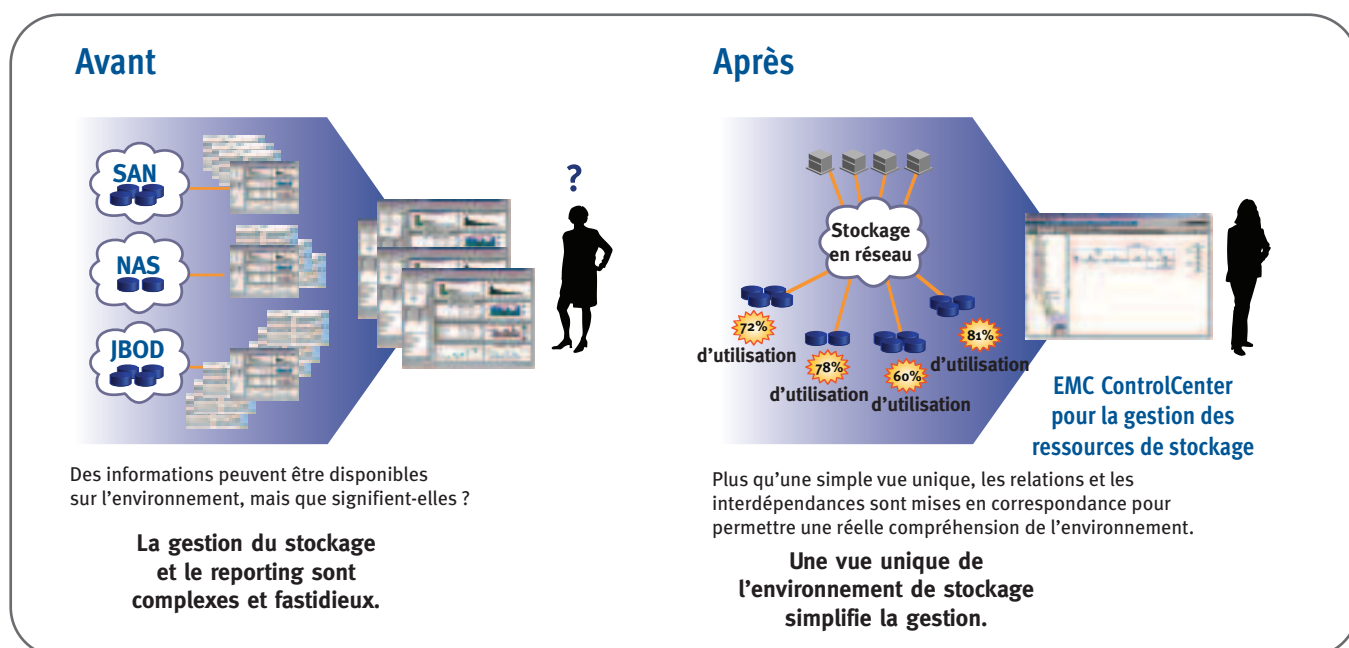 Avant
SAN
NAS
JBOD
?
Des informations peuvent être disponibles
sur l’environnement, mais que signifient-elles ?
La gestion du stockage
et le reporting sont
complexes et fastidieux.
Après
Stockage
en réseau
72%
d’utilisation
78%
d’utilisation
60%
d’utilisation
81%
d’utilisation
EMC ControlCenter
pour la gestion des
ressources de stockage
Plus qu’une simple vue unique, les relations et les
interdépendances sont mises en correspondance pour
permettre une réelle compréhension de l’environnement.
Une vue unique de
l’environnement de stockage
simplifie la gestion.